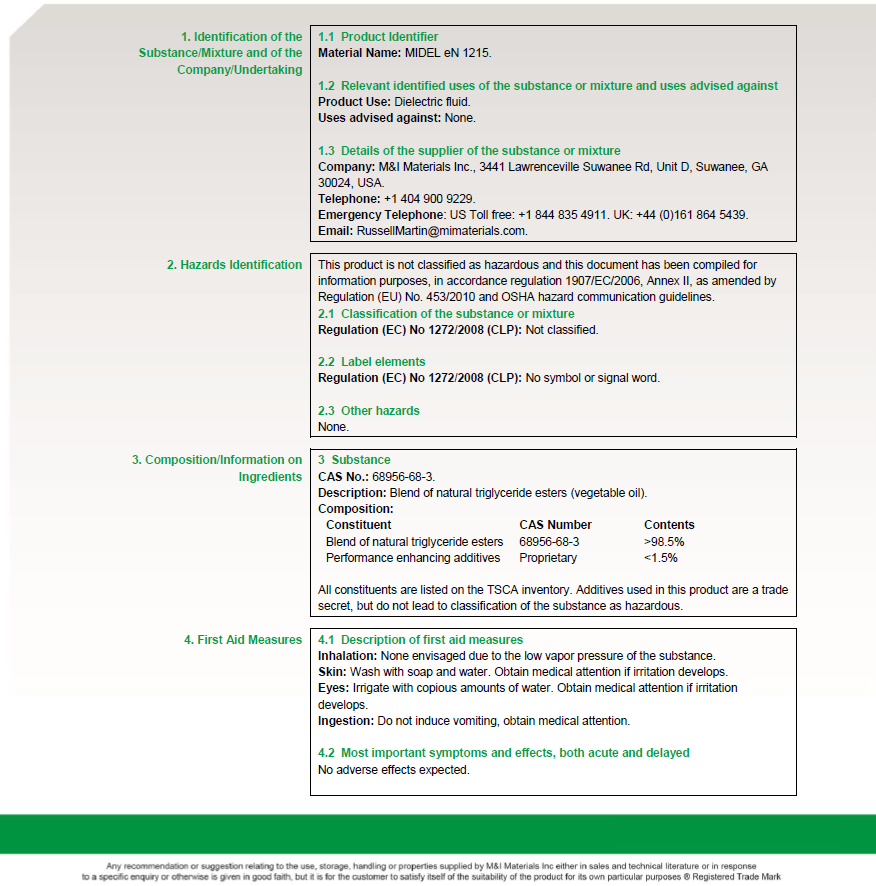 1. Identification of the
Substance/Mixture and of the
Company/Undertaking
1.1 Product Identifier
Material Name: MIDEL eN 1215.
1.2 Relevant identified uses of the substance or mixture and uses advised against
Product Use: Dielectric fluid.
Uses advised against: None.
1.3 Details of the supplier of the substance or mixture
Company: M&I Materials Inc., 3441 Lawrenceville Suwanee Rd, Unit D, Suwanee, GA
30024, USA.
Telephone: +1 404 900 9229.
Emergency Telephone: US Toll free: +1 844 835 4911. UK: +44 (0)161 864 5439.
Email: RussellMartin@mimaterials.com.
2. Hazards Identification
This product is not classified as hazardous and this document has been compiled for
information purposes, in accordance regulation 1907/EC/2006, Annex II, as amended by
Regulation (EU) No. 453/2010 and OSHA hazard communication guidelines.
2.1 Classification of the substance or mixture
Regulation (EC) No 1272/2008 (CLP): Not classified.
2.2 Label elements
Regulation (EC) No 1272/2008 (CLP): No symbol or signal word.
2.3 Other hazards
None.
3. Composition/Information on
Ingredients
3 Substance
CAS No.: 68956-68-3.
Description: Blend of natural triglyceride esters (vegetable oil).
Composition:
Constituent CAS Number Contents
Blend of natural triglyceride esters 68956-68-3 >98.5%
Performance enhancing additives Proprietary <1.5%
All constituents are listed on the TSCA inventory. Additives used in this product are a trade
secret, but do not lead to classification of the substance as hazardous.
4. First Aid Measures
4.1 Description of first aid measures
Inhalation: None envisaged due to the low vapor pressure of the substance.
Skin: Wash with soap and water. Obtain medical attention if irritation develops.
Eyes: Irrigate with copious amounts of water. Obtain medical attention if irritation
develops.
Ingestion: Do not induce vomiting, obtain medical attention.
4.2 Most important symptoms and effects, both acute and delayed
No adverse effects expected.
Any recommendation or suggestion relating to the use, storage, handling or properties supplied by M&I Materials Inc either in sales and technical literature or in response
to a specific enquiry or otherwise is given in good faith, but it is for the customer to satisfy itself of the suitability of the product for its own particular purposes ® Registered Trade Mark